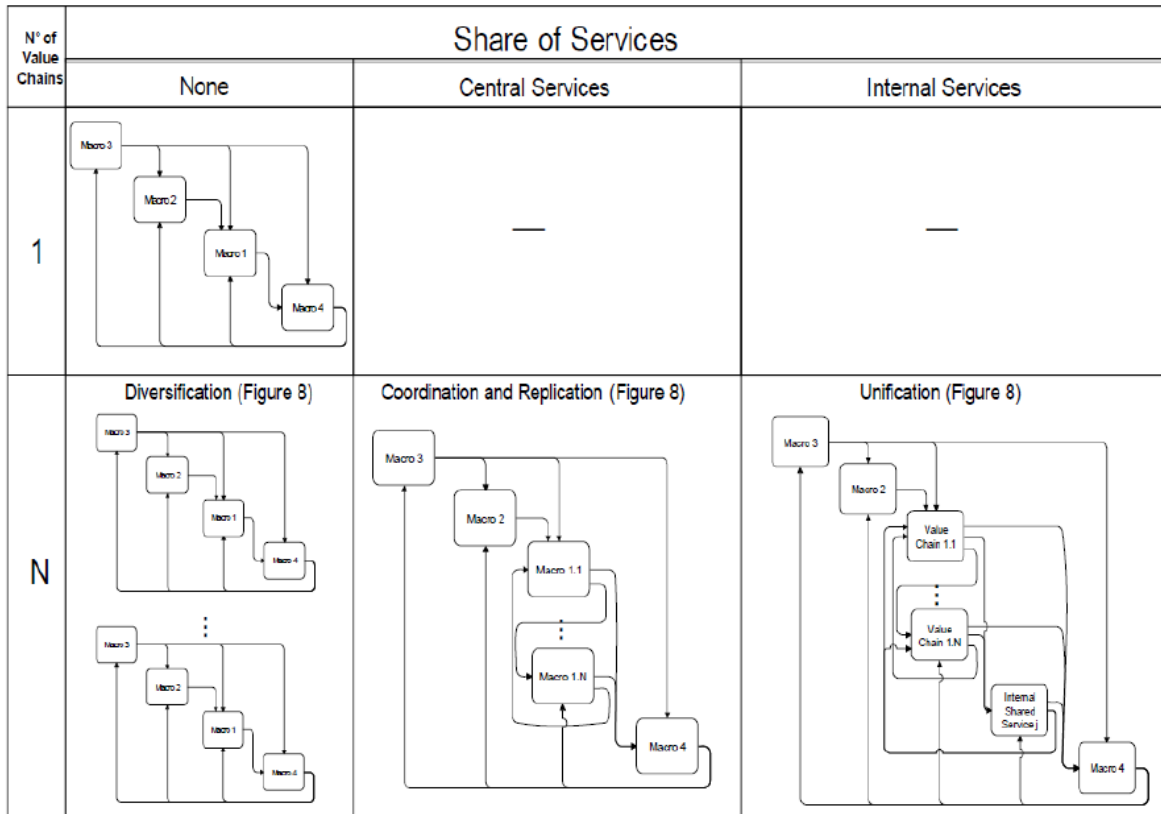 N° of
Value
Chains
Share of Services
None
Central Services
Internal Services
1
Macro 3
Macro 2
Macro 1
Macro 4
—
—
N
Diversification (Figure 8)
Macro 3
Macro 2
Macro 1
Macro 4
Macro 3
Macro 2
Macro 1
Macro 4
Coordination and Replication (Figure 8)
Macro 3
Macro 2
Macro 1.1
Macro 1.N
Macro 4
Unification (Figure 8)
Macro 3
Macro 2
Value
Chain 1.1
Value
Chain 1.N
Internal
Shared
Service j
Macro 4